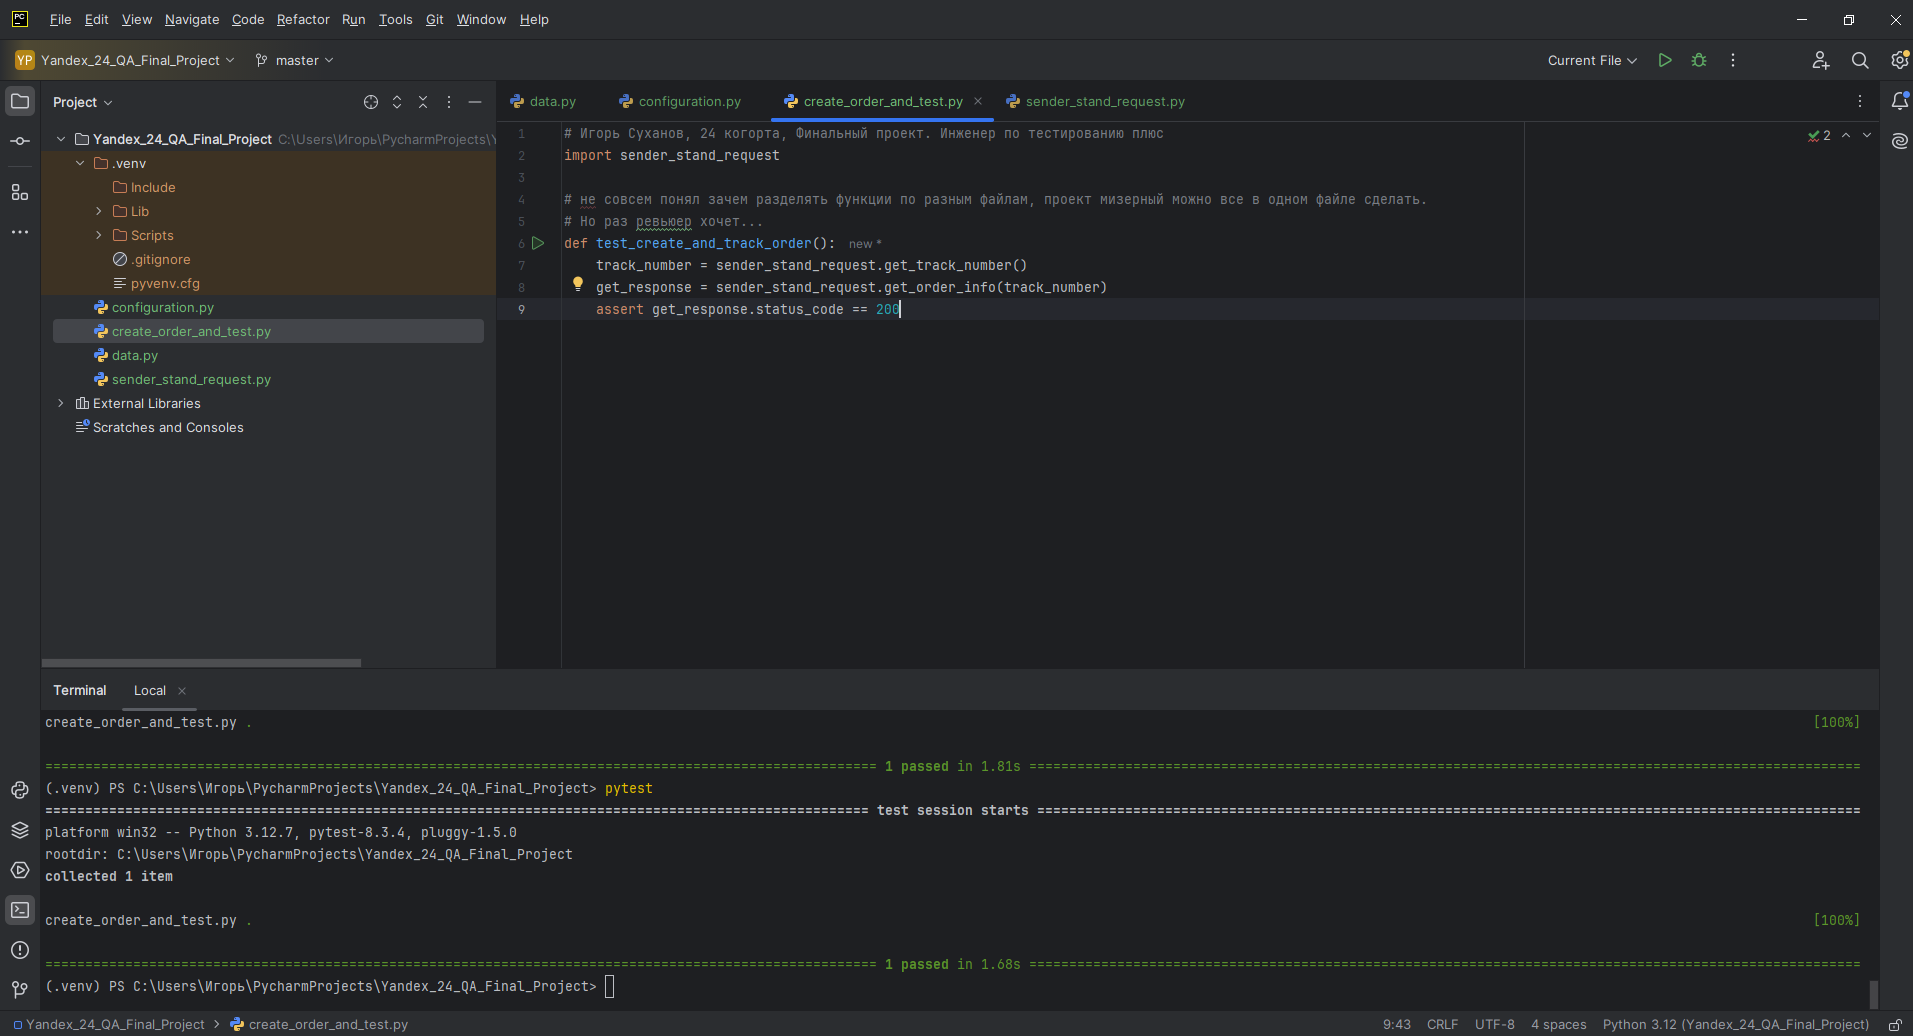 PC
File Edit View Navigate Code Refactor Run Tools Git Window Help
YP Yandex_24_QA_Final_Project master Current File
Project
data.py configuration.py create_order_and_test.py sender_stand_request.py
Yandex_24_QA_Final_Project C:\Users\Игорь\PycharmProjects\Y
.venv
Include
Lib
Scripts
.gitignore
pyvenv.cfg
configuration.py
create_order_and_test.py
data.py
sender_stand_request.py
External Libraries
Scratches and Consoles
1 # Игорь Суханов, 24 когорта, Финальный проект. Инженер по тестированию плюс
2 import sender_stand_request
3
4 # не совсем понял зачем разделять функции по разным файлам, проект мизерный можно все в одном файле сделать.
5 # Но раз ревьюер хочет...
6 def test_create_and_track_order(): new *
7 track_number = sender_stand_request.get_track_number()
8 get_response = sender_stand_request.get_order_info(track_number)
9 assert get_response.status_code == 200
2
Terminal Local
create_order_and_test.py . [100%]
======================================================================================================== 1 passed in 1.81s ========================================================================================================
(.venv) PS C:\Users\Игорь\PycharmProjects\Yandex_24_QA_Final_Project> pytest
======================================================================================================= test session starts =======================================================================================================
platform win32 -- Python 3.12.7, pytest-8.3.4, pluggy-1.5.0
rootdir: C:\Users\Игорь\PycharmProjects\Yandex_24_QA_Final_Project
collected 1 item
create_order_and_test.py . [100%]
======================================================================================================== 1 passed in 1.68s ========================================================================================================
(.venv) PS C:\Users\Игорь\PycharmProjects\Yandex_24_QA_Final_Project>
Yandex_24_QA_Final_Project > create_order_and_test.py 9:43 CRLF UTF-8 4 spaces Python 3.12 (Yandex_24_QA_Final_Project)